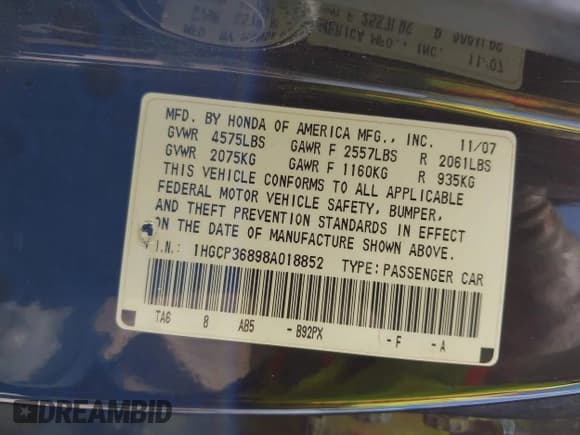 MFD. BY HONDA OF AMERICA MFG., INC. 11/07
GVWR 4575LBS GAWR F 2557LBS R 2061LBS
GVWR 2075KG GAWR F 1160KG R 935KG
THIS VEHICLE CONFORMS TO ALL APPLICABLE
FEDERAL MOTOR VEHICLE SAFETY, BUMPER,
AND THEFT PREVENTION STANDARDS IN EFFECT
ON THE DATE OF MANUFACTURE SHOWN ABOVE.
V.I.N.: 1HGCP36898A018852 TYPE: PASSENGER CAR
TA6 8 AB5 - B92PX - F - A
DREAMBID